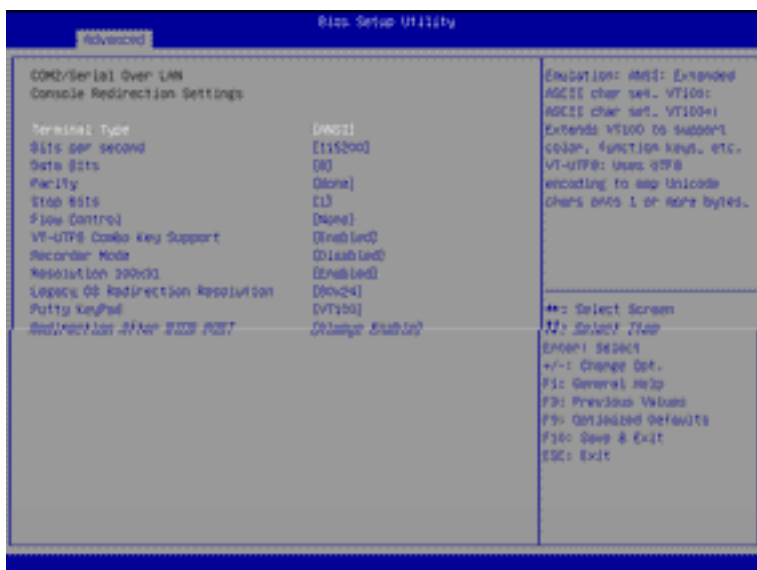 Bios Setup Utility
Advanced
COM2/Serial Over LAN
Console Redirection Settings
Terminal Type [ANSI]
Bits per second [115200]
Data Bits [8]
Parity [None]
Stop Bits [1]
Flow Control [None]
VT-UTF8 Combo Key Support [Enabled]
Recorder Mode [Disabled]
Resolution 100x31 [Enabled]
Legacy OS Redirection Resolution [80x24]
Putty KeyPad [VT100]
Redirection After BIOS POST [Always Enable]
Emulation: ANSI: Extended
ASCII char set. VT100:
ASCII char set. VT100+:
Extends VT100 to support
color, function keys, etc.
VT-UTF8: Uses UTF8
encoding to map Unicode
chars onto 1 or more bytes.
Select Screen
Select Item
Enter: Select
+/-: Change Opt.
F1: General Help
Previous Values
F9: Optimized Defaults
F10: Save & Exit
ESC: Exit